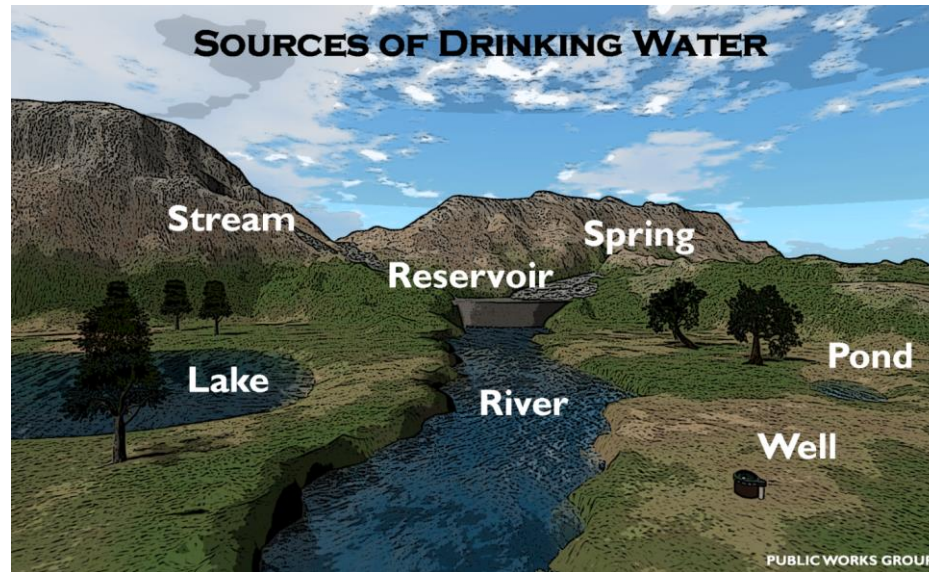 SOURCES OF DRINKING WATER
Stream
Spring
Reservoir
Pond
Lake
River
Well
PUBLIC WORKS GROUP